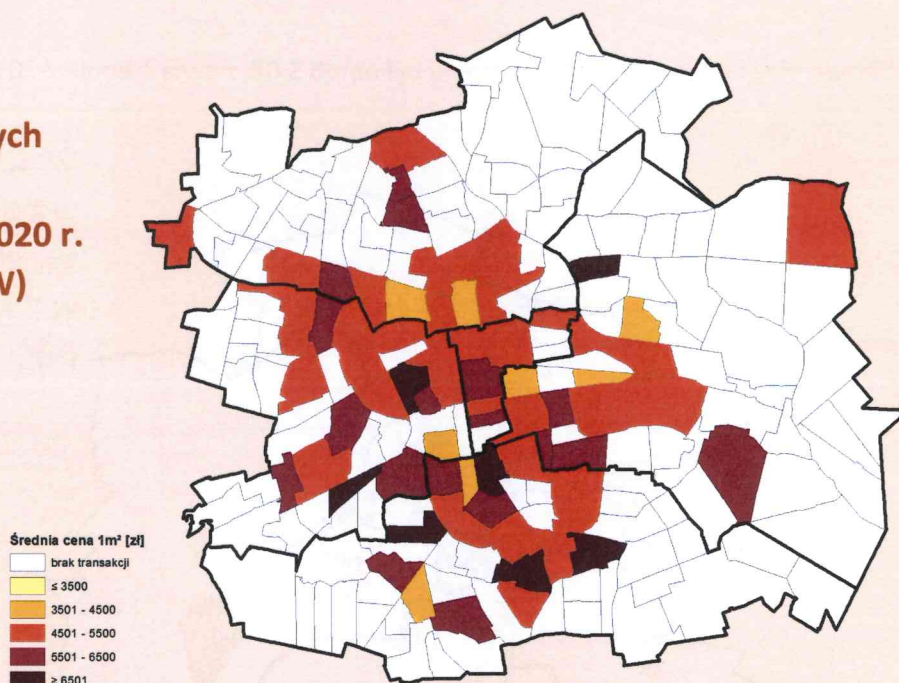 ych
020 r.
V)
Średnia cena 1m² [zł]
brak transakcji
≤ 3500
3501 - 4500
4501 - 5500
5501 - 6500
≥ 6501